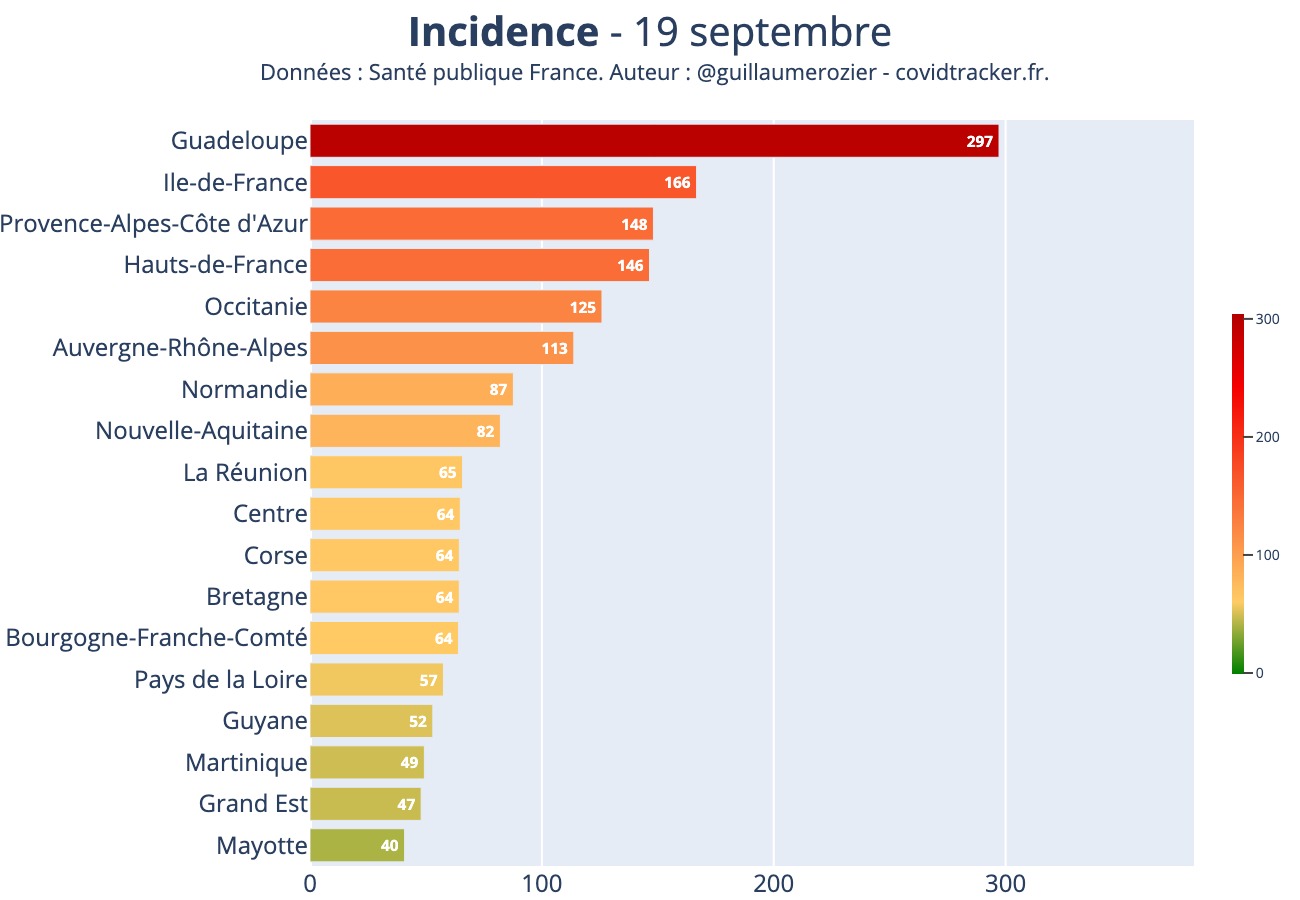 Incidence - 19 septembre
Données : Santé publique France. Auteur : @guillaumerozier - covidtracker.fr.
Guadeloupe 297
Ile-de-France 166
Provence-Alpes-Côte d'Azur 148
Hauts-de-France 146
Occitanie 125
Auvergne-Rhône-Alpes 113
Normandie 87
Nouvelle-Aquitaine 82
La Réunion 65
Centre 64
Corse 64
Bretagne 64
Bourgogne-Franche-Comté 64
Pays de la Loire 57
Guyane 52
Martinique 49
Grand Est 47
Mayotte 40
0 100 200 300
300
200
100
0